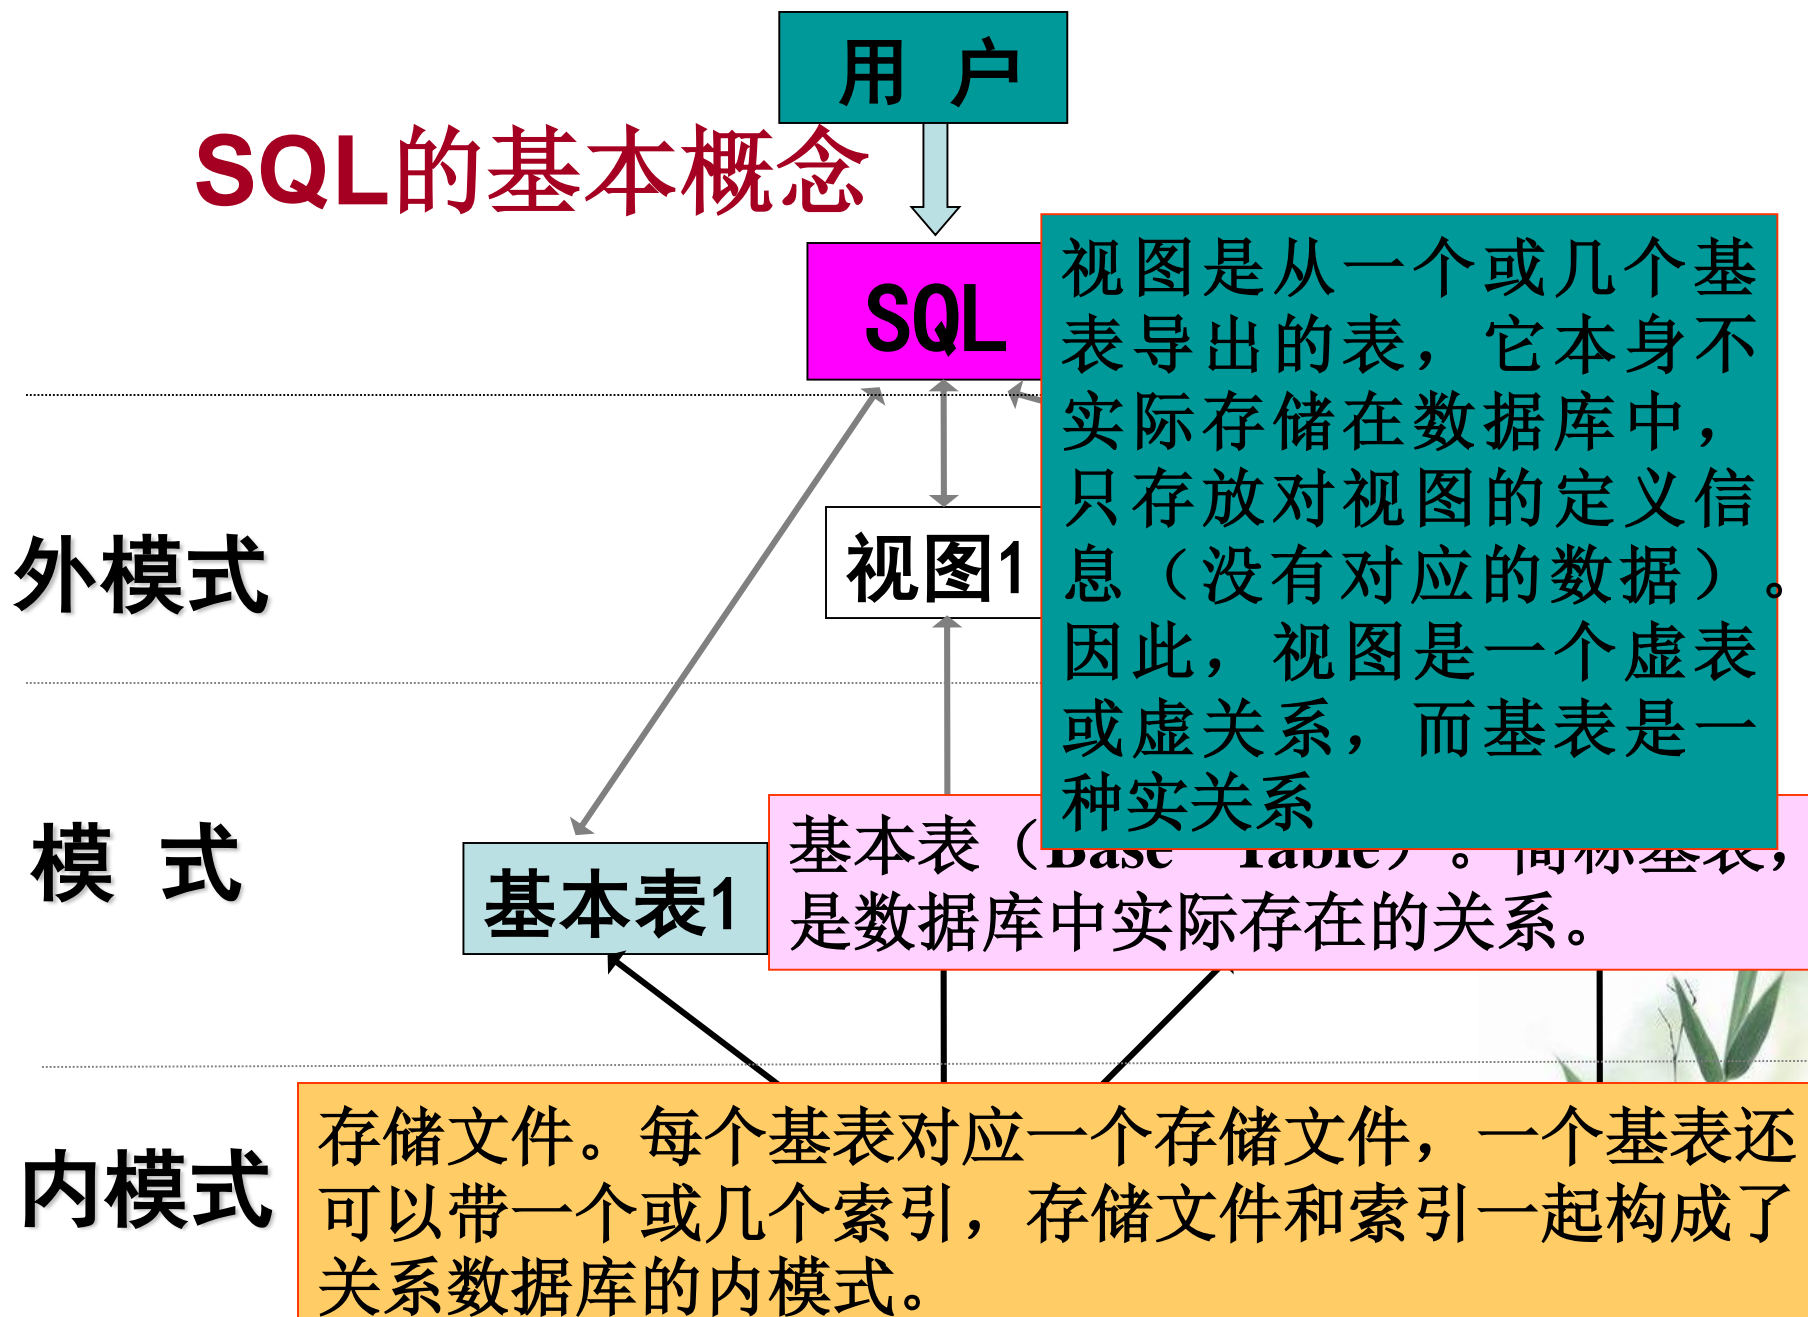 用 户
SQL的基本概念
SQL
视图是从一个或几个基
表导出的表，它本身不
实际存储在数据库中，
只存放对视图的定义信
息（没有对应的数据）。
因此，视图是一个虚表
或虚关系，而基表是一
种实关系
外模式
视图1
模 式
基本表1
基本表（Base Table）。简称基表，
是数据库中实际存在的关系。
内模式
存储文件。每个基表对应一个存储文件，一个基表还
可以带一个或几个索引，存储文件和索引一起构成了
关系数据库的内模式。